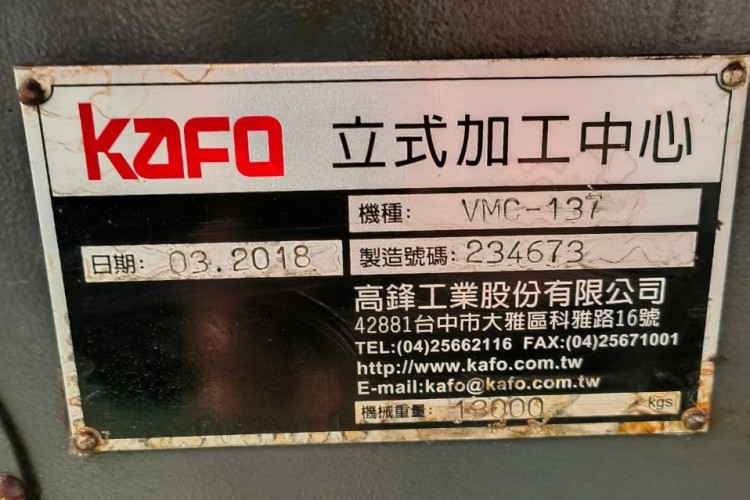 KAFO 立式加工中心
機種: VMC-137
日期: 03.2018
製造號碼: 234673
高鋒工業股份有限公司
42881台中市大雅區科雅路16號
TEL:(04)25662116 FAX:(04)25671001
http://www.kafo.com.tw
E-mail:kafo@kafo.com.tw
機械重量: 13000 kgs